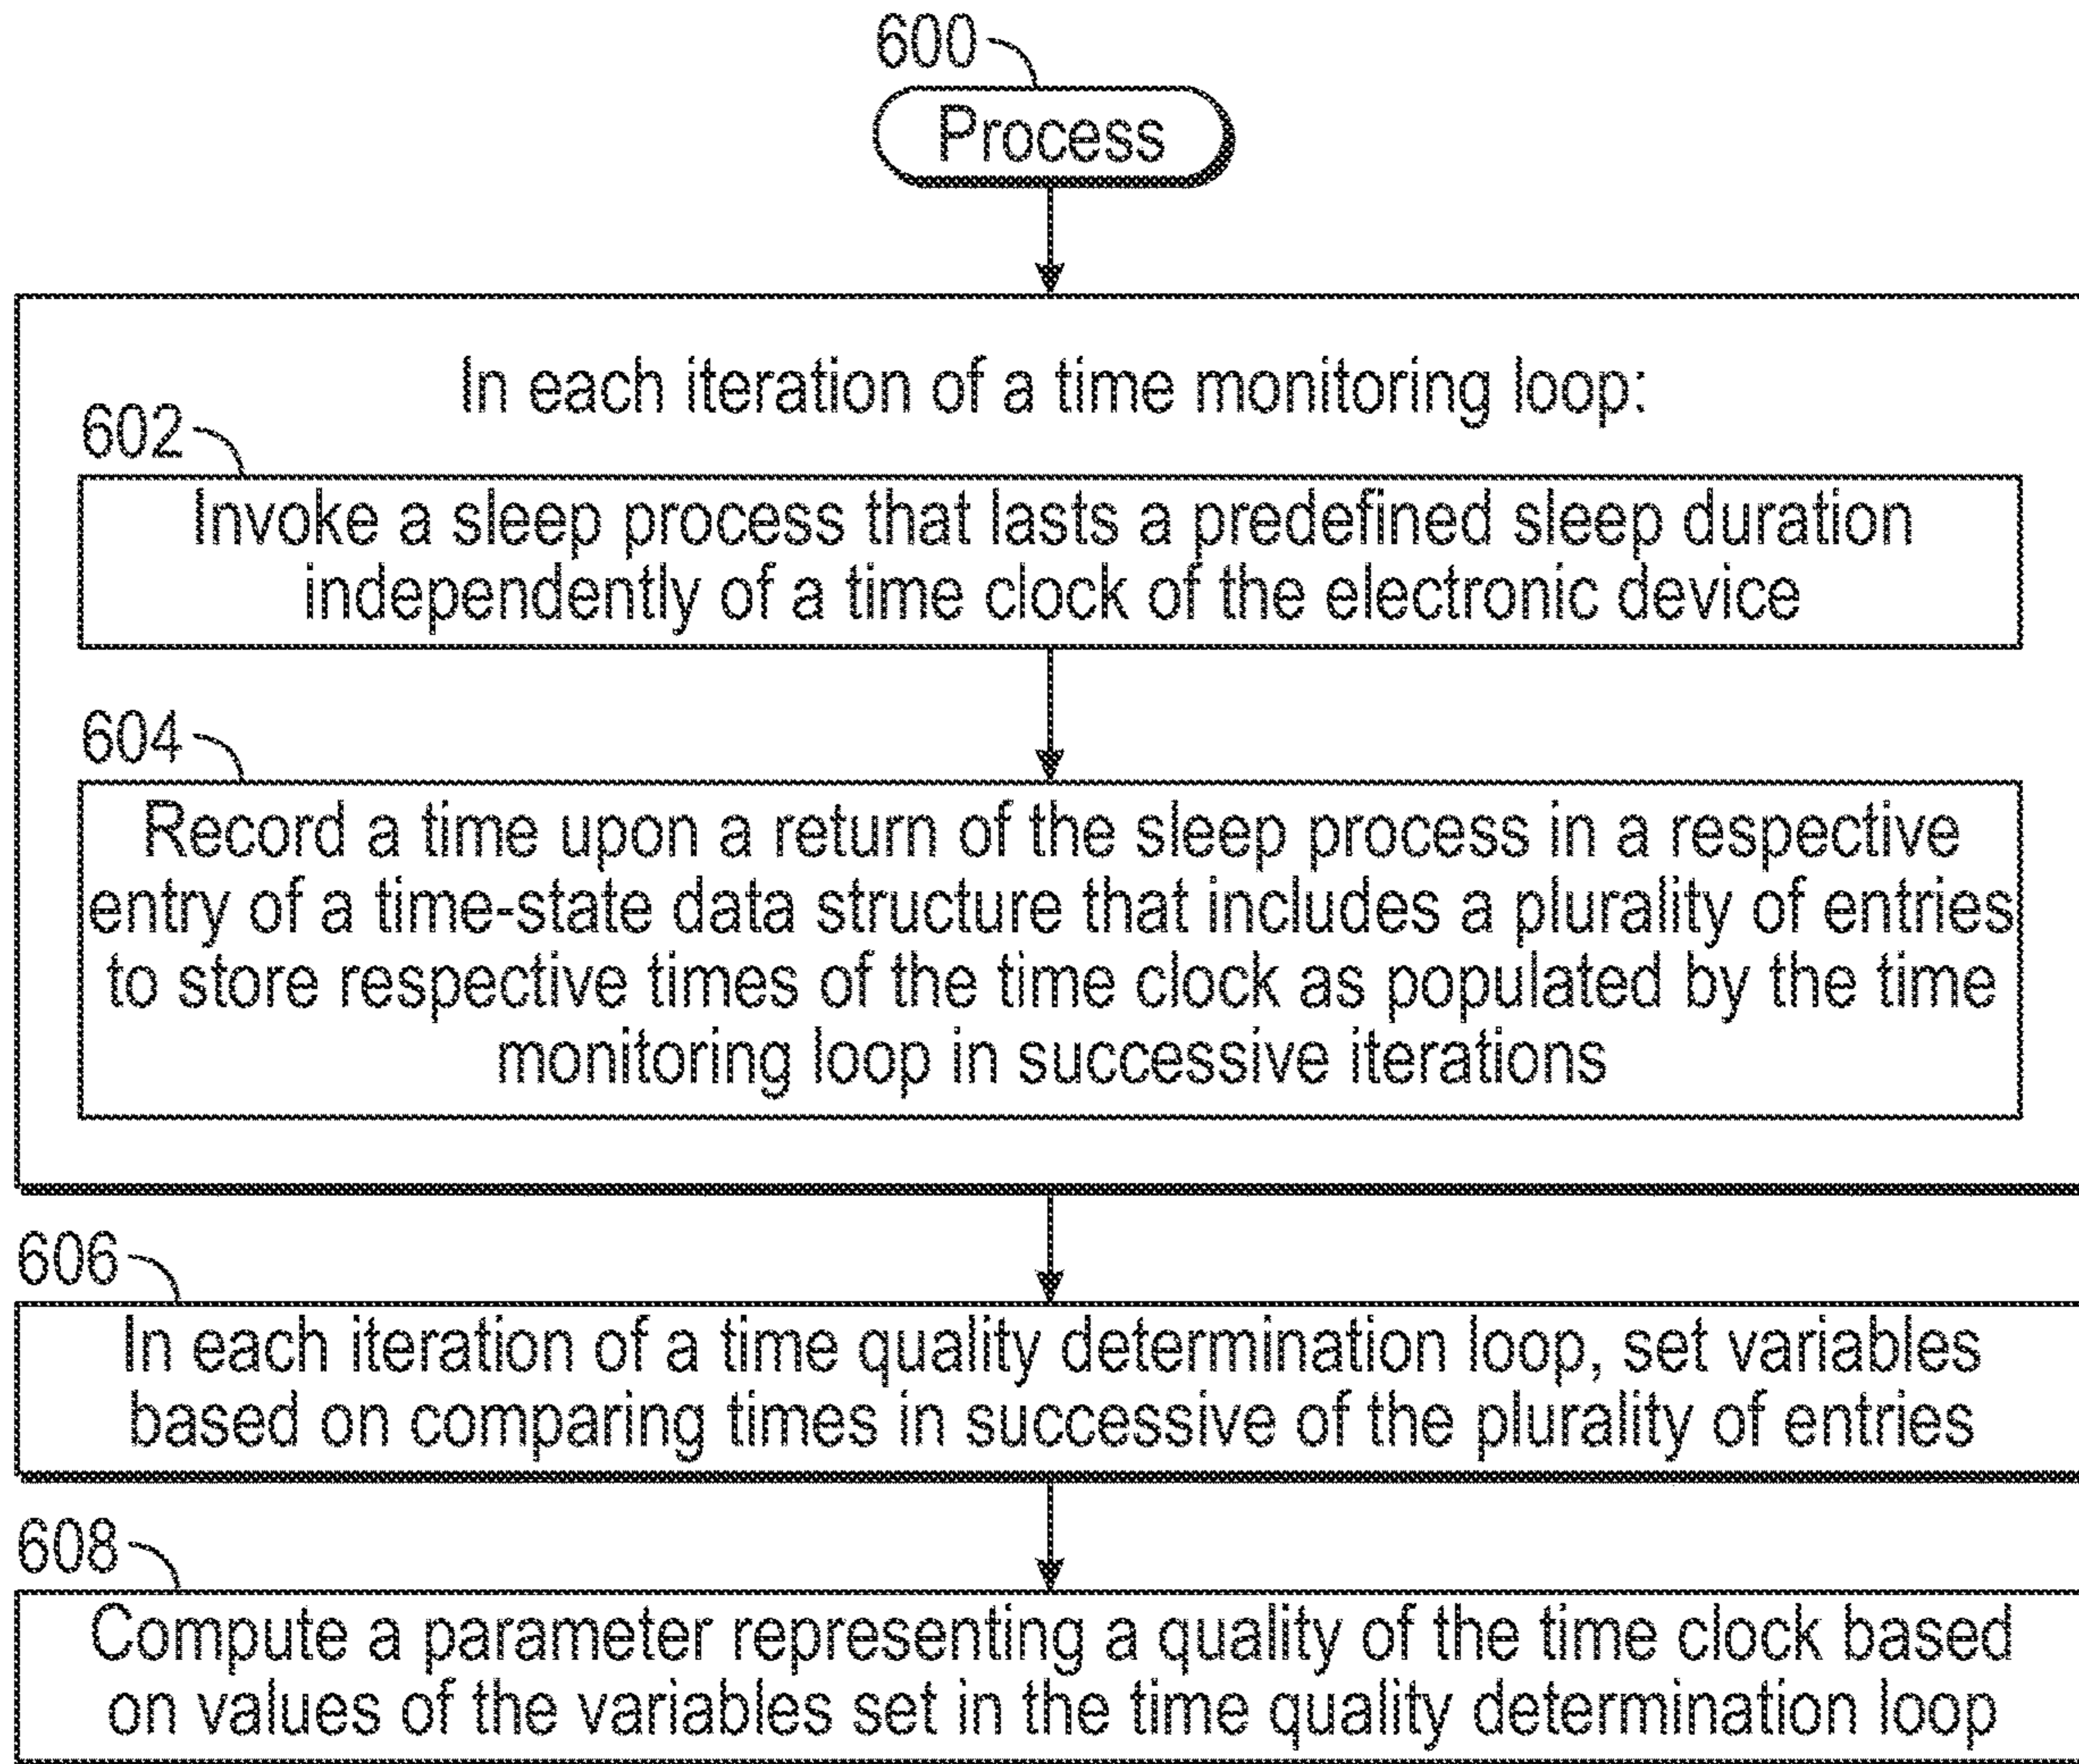 600
Process
In each iteration of a time monitoring loop:
602
Invoke a sleep process that lasts a predefined sleep duration
independently of a time clock of the electronic device
604
Record a time upon a return of the sleep process in a respective
entry of a time-state data structure that includes a plurality of entries
to store respective times of the time clock as populated by the time
monitoring loop in successive iterations
606
In each iteration of a time quality determination loop, set variables
based on comparing times in successive of the plurality of entries
608
Compute a parameter representing a quality of the time clock based
on values of the variables set in the time quality determination loop